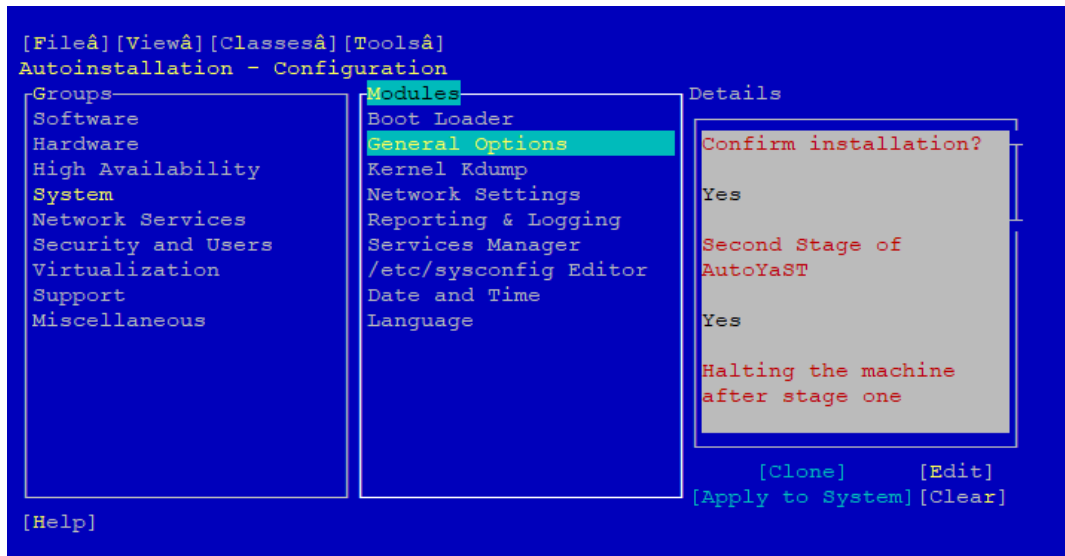 [Fileâ][Viewâ][Classesâ][Toolsâ]
Autoinstallation - Configuration
Groups
Software
Hardware
High Availability
System
Network Services
Security and Users
Virtualization
Support
Miscellaneous
Modules
Boot Loader
General Options
Kernel Kdump
Network Settings
Reporting & Logging
Services Manager
/etc/sysconfig Editor
Date and Time
Language
Details
Confirm installation?
Yes
Second Stage of
AutoYaST
Yes
Halting the machine
after stage one
[Clone] [Edit]
[Apply to System][Clear]
[Help]